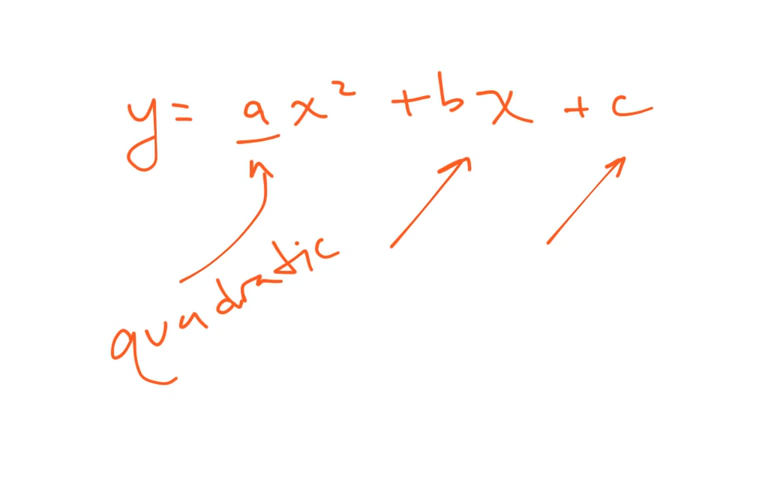 y = ax² + bx + c
quadratic